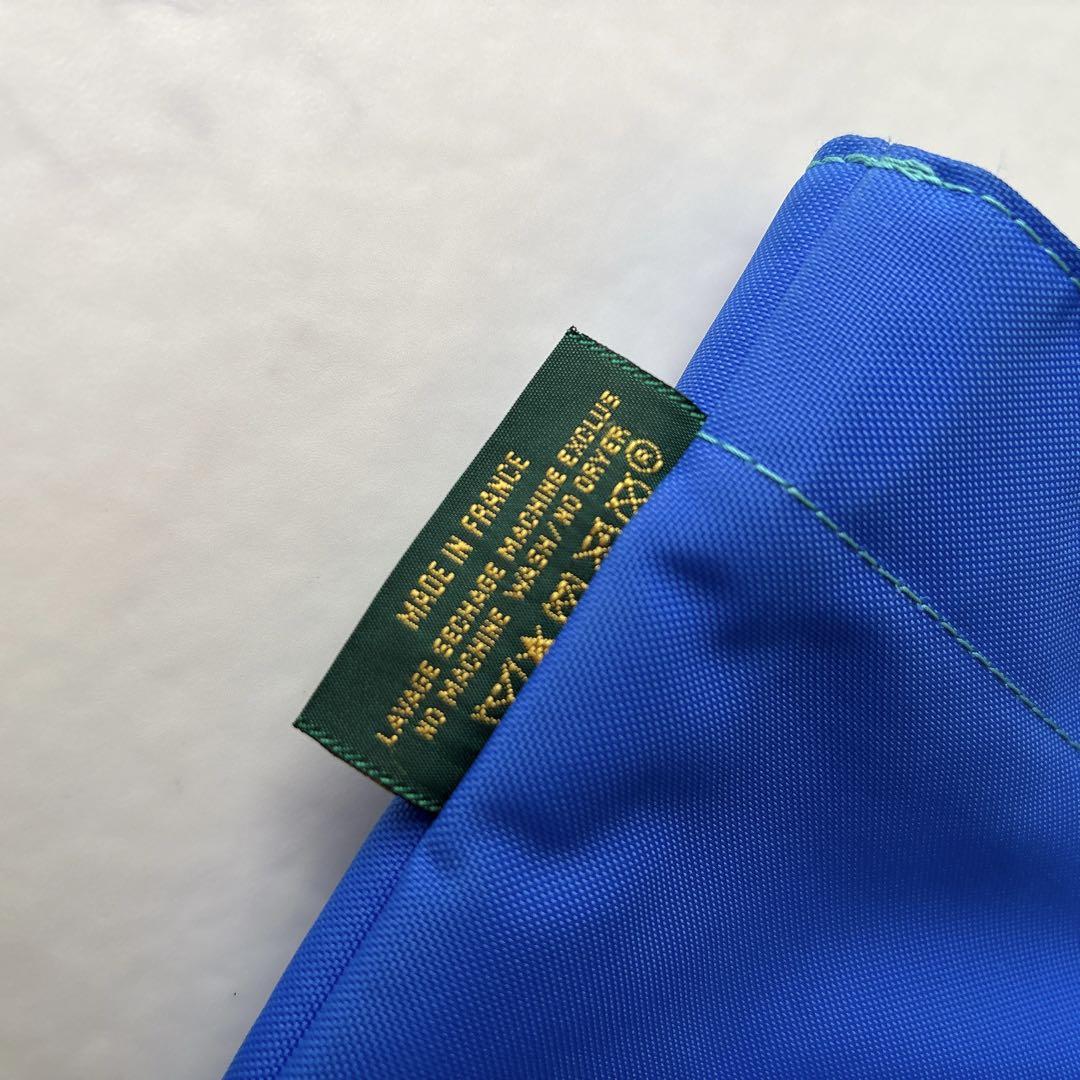 MADE IN FRANCE
LAVAGE SECHAGE MACHINE EXCLUS
NO MACHINE WASH/NO DRYER
®